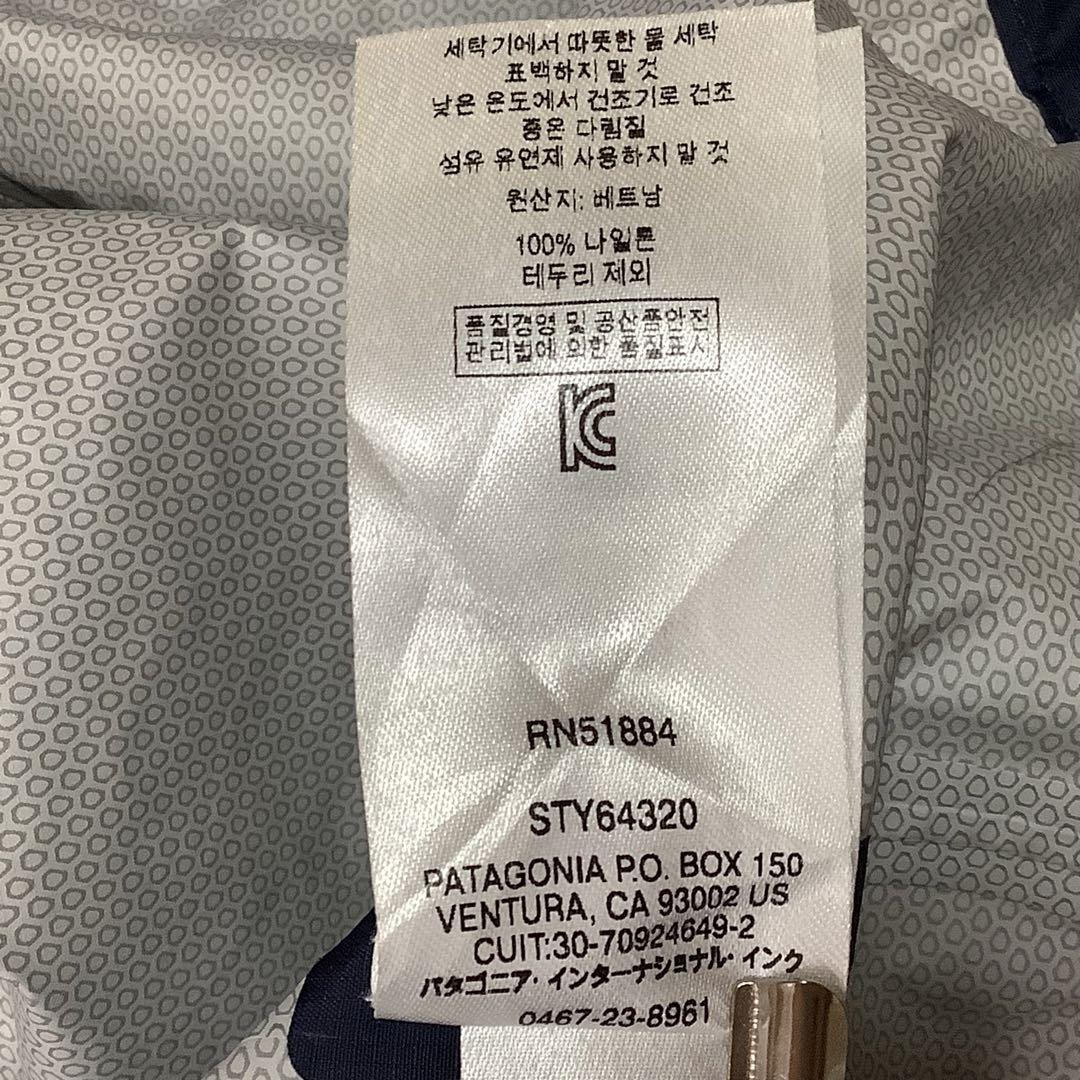 세탁기에서 따뜻한 물 세탁
표백하지 말 것
낮은 온도에서 건조기로 건조
중온 다림질
섬유 유연제 사용하지 말 것
원산지: 베트남
100% 나일론
테두리 제외
품질경영 및 공산품안전
관리법에 의한 품질표시
KC
RN51884
STY64320
PATAGONIA P.O. BOX 150
VENTURA, CA 93002 US
CUIT:30-70924649-2
パタゴニア・インターナショナル・インク
0467-23-8961